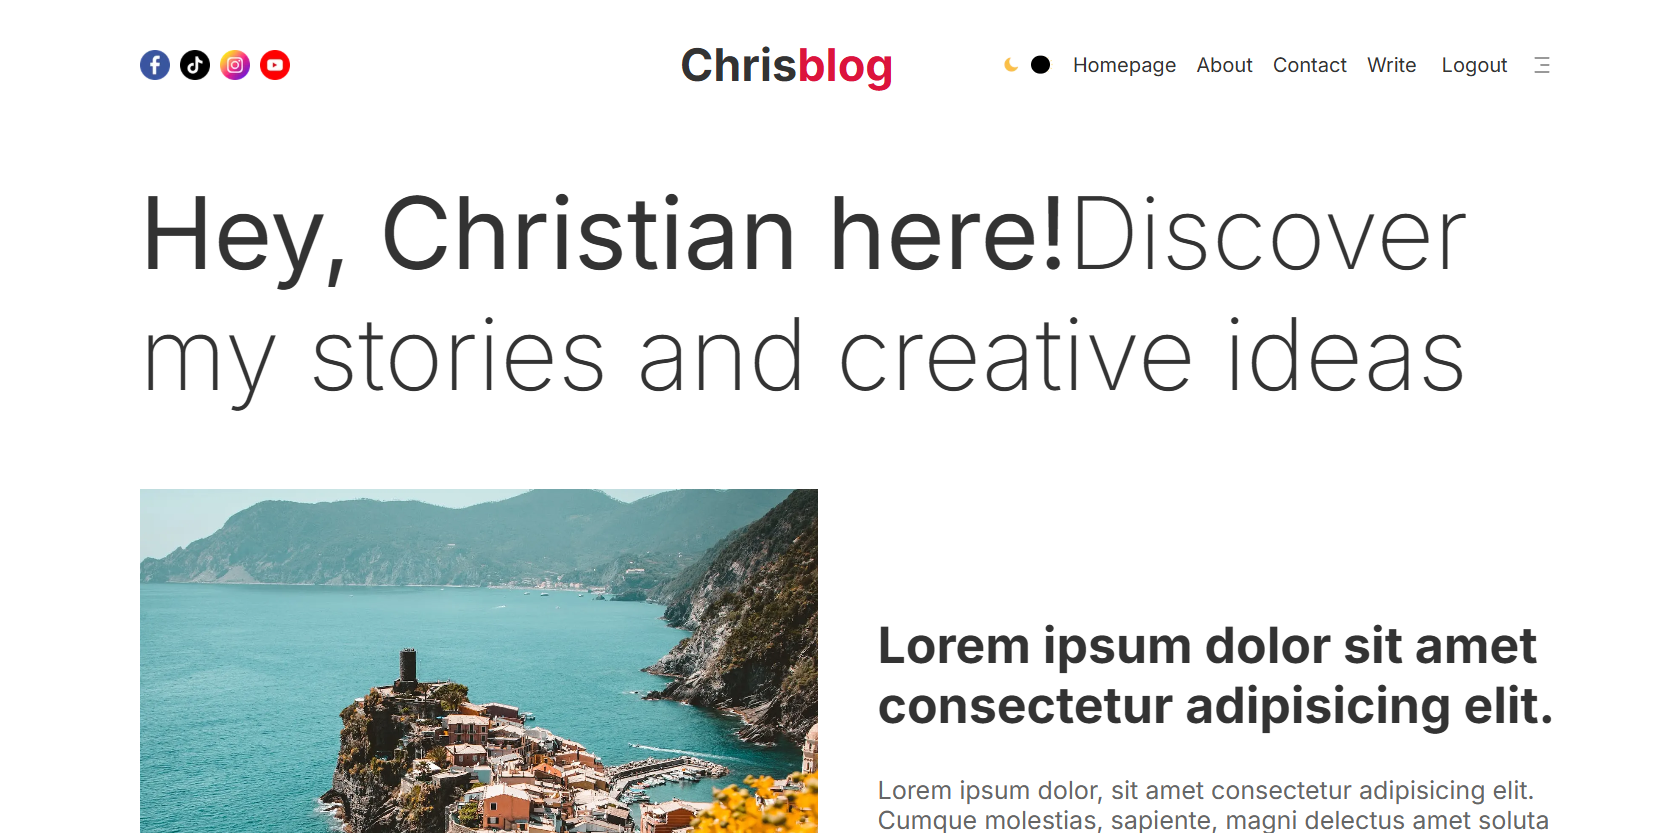 Chrisblog
Homepage About Contact Write Logout
Hey, Christian here!Discover
my stories and creative ideas
Lorem ipsum dolor sit amet
consectetur adipisicing elit.
Lorem ipsum dolor, sit amet consectetur adipisicing elit.
Cumque molestias, sapiente, magni delectus amet soluta